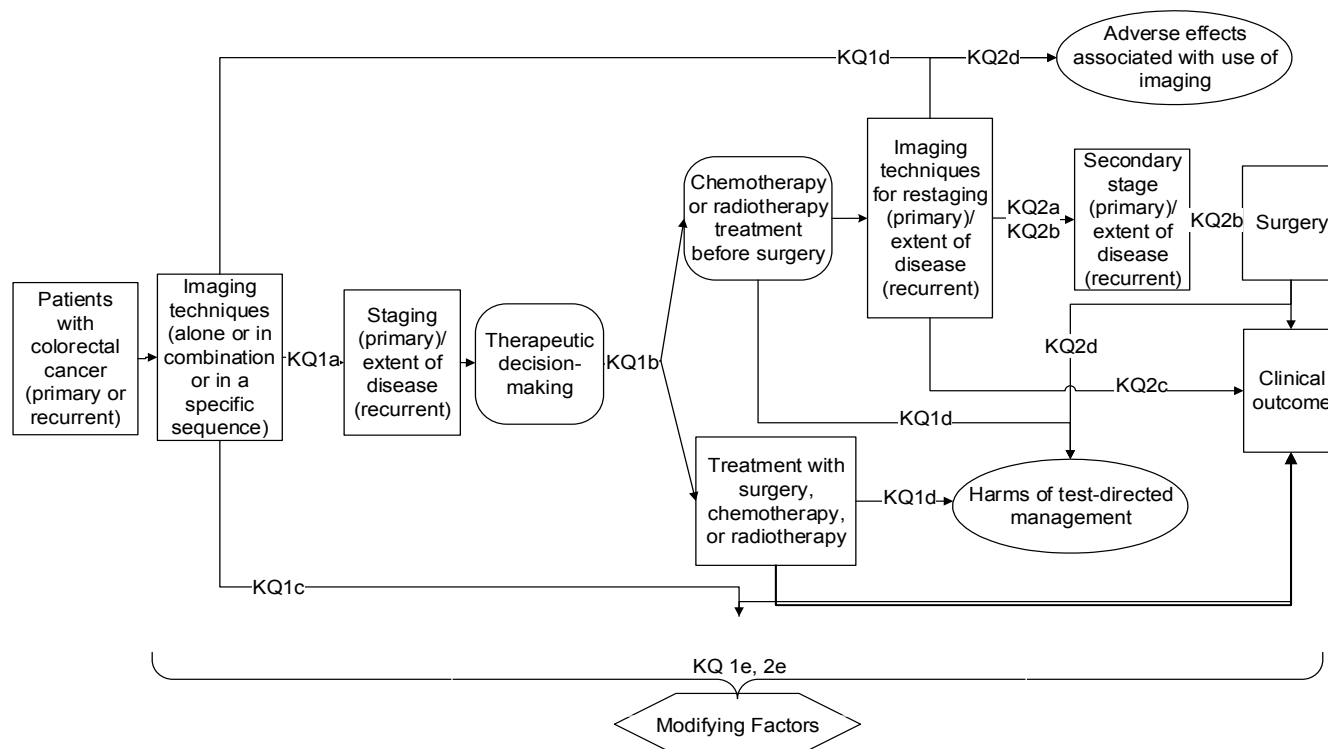 KQ1d
KQ2d
Adverse effects
associated with use of
imaging
Patients
with
colorectal
cancer
(primary or
recurrent)
Imaging
techniques
(alone or in
combination
or in a
specific
sequence)
KQ1a
Staging
(primary)/
extent of
disease
(recurrent)
Therapeutic
decision-
making
KQ1b
Chemotherapy
or radiotherapy
treatment
before surgery
Imaging
techniques
for restaging
(primary)/
extent of
disease
(recurrent)
KQ2a
KQ2b
Secondary
stage
(primary)/
extent of
disease
(recurrent)
KQ2b
Surgery
KQ2d
KQ2c
Clinical
outcome
KQ1d
Treatment with
surgery,
chemotherapy,
or radiotherapy
KQ1d
Harms of test-directed
management
KQ1c
KQ 1e, 2e
Modifying Factors